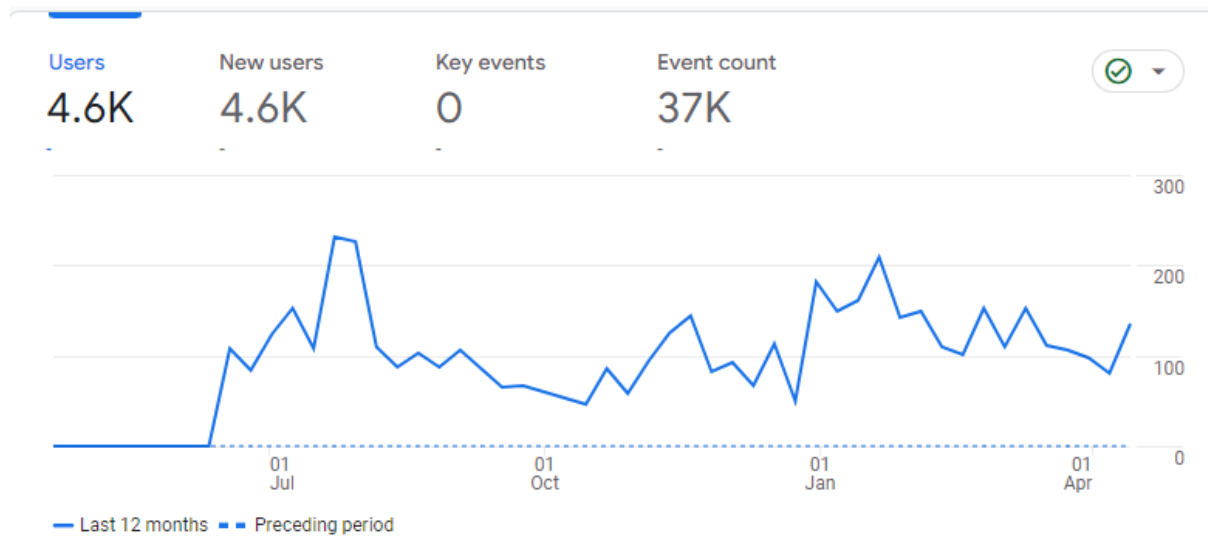 Users New users Key events Event count
4.6K 4.6K 0 37K
- - - -
300
200
100
0
01 01 01 01
Jul Oct Jan Apr
Last 12 months Preceding period